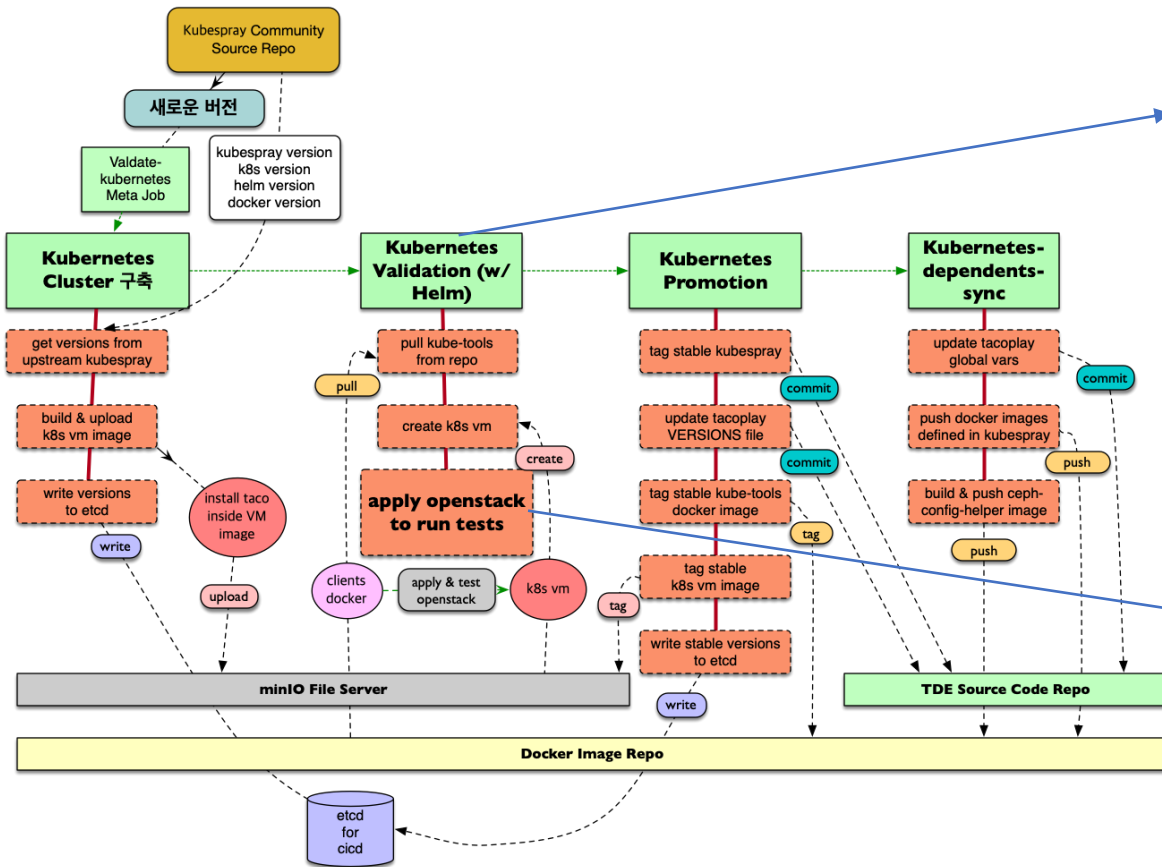 Kubespray Community
Source Repo
새로운 버전
Valdate-
kubernetes
Meta Job
kubespray version
k8s version
helm version
docker version
Kubernetes
Cluster 구축
get versions from
upstream kubespray
build & upload
k8s vm image
write versions
to etcd
write
install taco
inside VM
image
upload
Kubernetes
Validation (w/
Helm)
pull kube-tools
from repo
pull
create k8s vm
create
apply openstack
to run tests
clients
docker
apply & test
openstack
k8s vm
Kubernetes
Promotion
tag stable kubespray
commit
update tacoplay
VERSIONS file
commit
tag stable kube-tools
docker image
tag
tag stable
k8s vm image
tag
write stable versions
to etcd
write
Kubernetes-
dependents-
sync
update tacoplay
global vars
commit
push docker images
defined in kubespray
push
build & push ceph-
config-helper image
push
minIO File Server
TDE Source Code Repo
Docker Image Repo
etcd
for
cicd